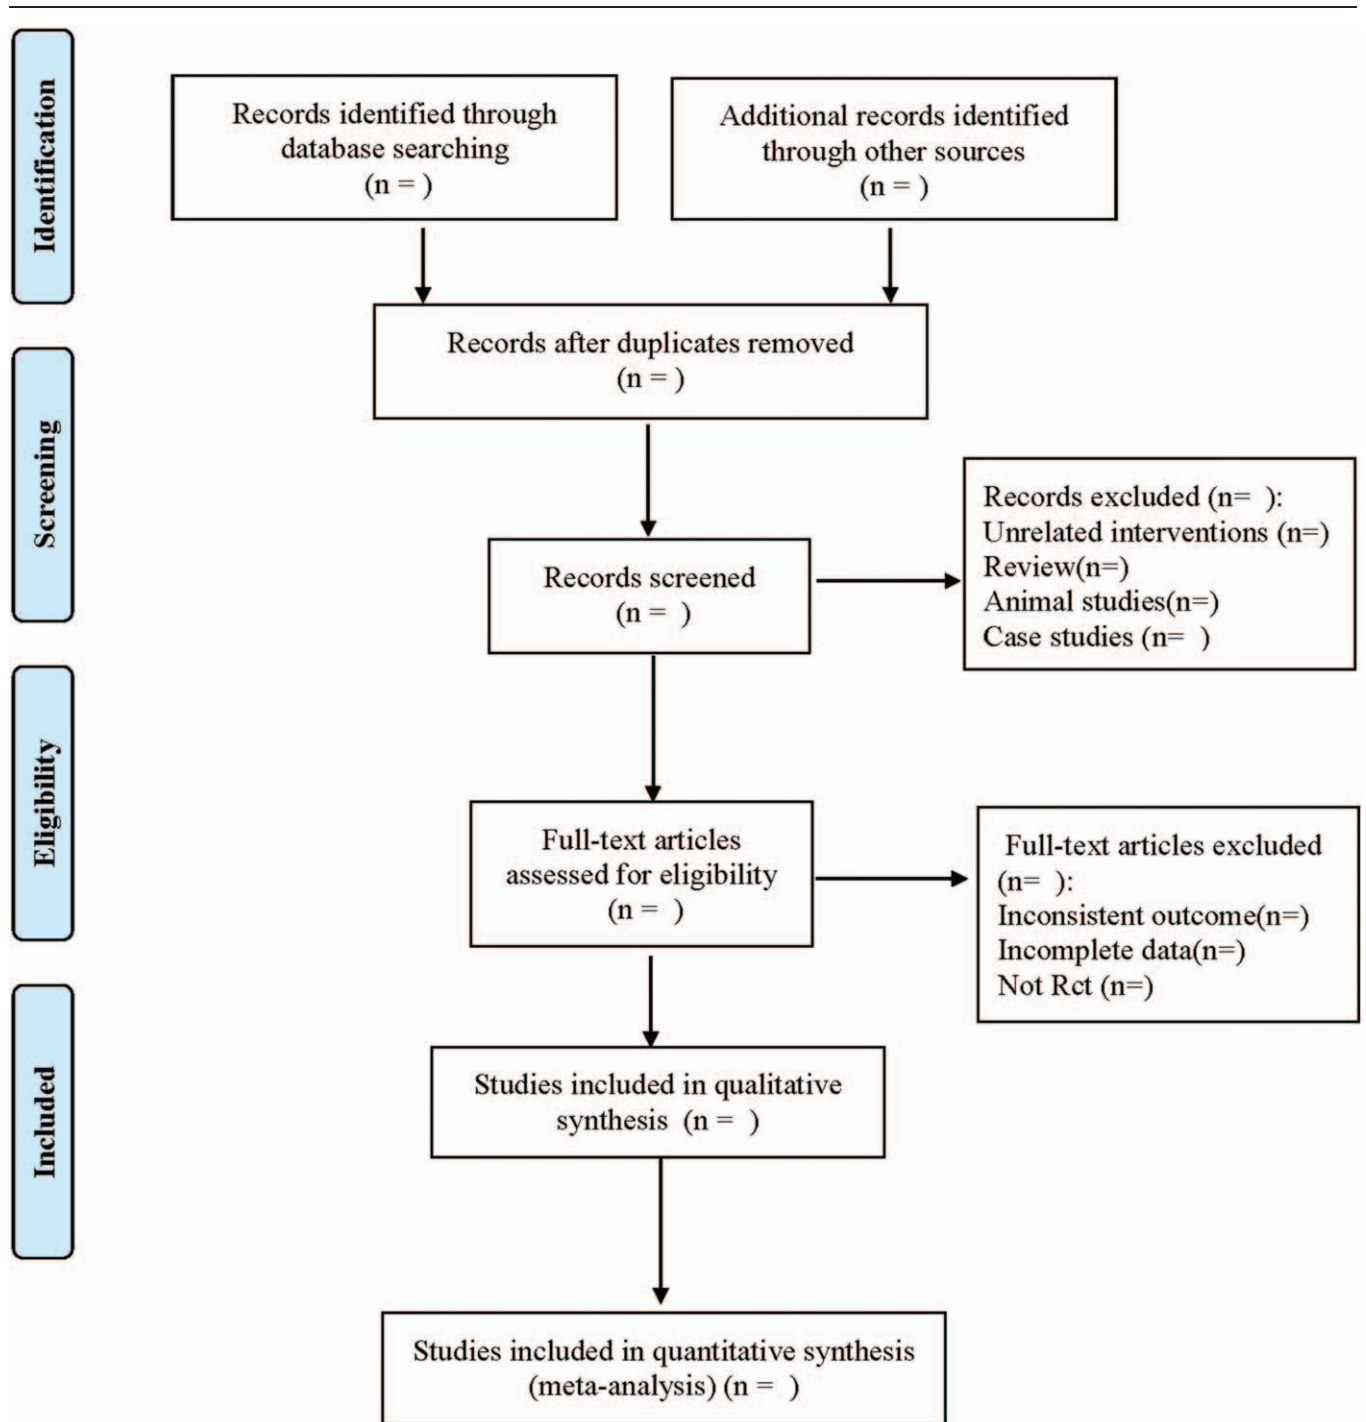 Identification
Records identified through
database searching
(n = )
Additional records identified
through other sources
(n = )
Records after duplicates removed
(n = )
Screening
Records screened
(n = )
Records excluded (n= ):
Unrelated interventions (n=)
Review(n=)
Animal studies(n=)
Case studies (n= )
Eligibility
Full-text articles
assessed for eligibility
(n = )
Full-text articles excluded
(n= ):
Inconsistent outcome(n=)
Incomplete data(n=)
Not Rct (n=)
Included
Studies included in qualitative
synthesis (n = )
Studies included in quantitative synthesis
(meta-analysis) (n = )